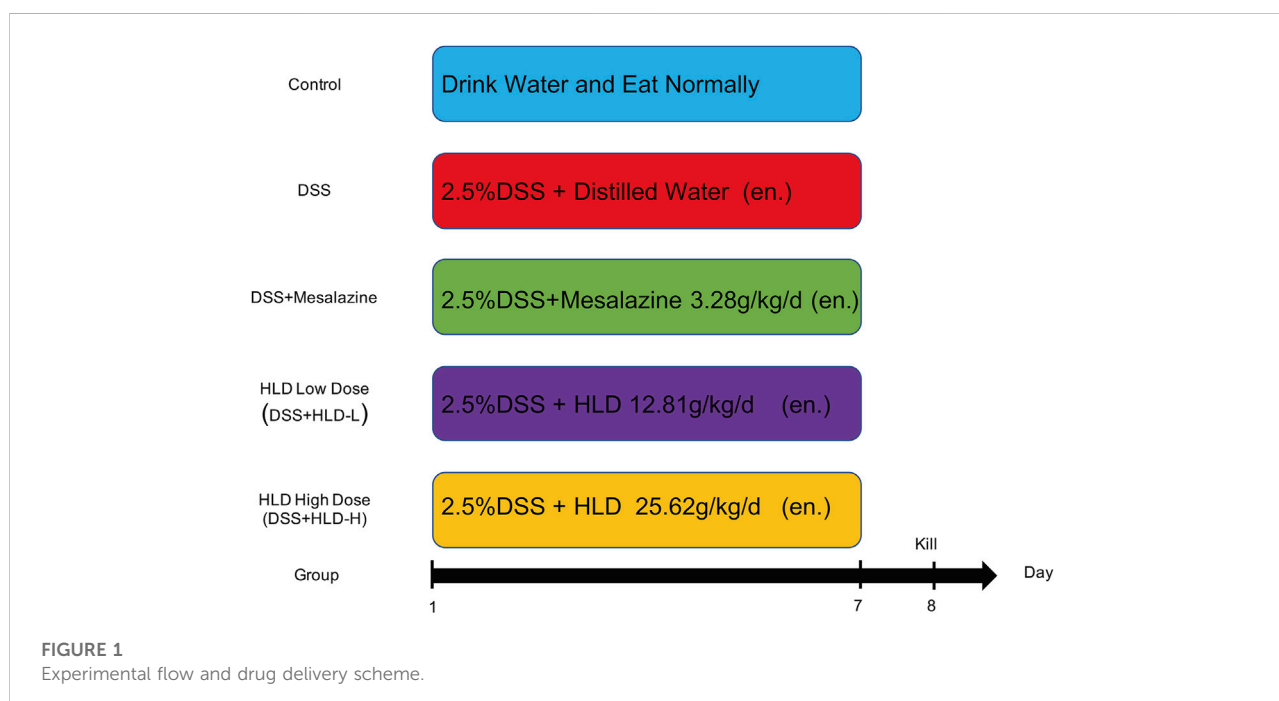 Control
Drink Water and Eat Normally
DSS
2.5%DSS + Distilled Water (en.)
DSS+Mesalazine
2.5%DSS+Mesalazine 3.28g/kg/d (en.)
HLD Low Dose
(DSS+HLD-L)
2.5%DSS + HLD 12.81g/kg/d (en.)
HLD High Dose
(DSS+HLD-H)
2.5%DSS + HLD 25.62g/kg/d (en.)
Kill
Group
Day
1
7
8
FIGURE 1
Experimental flow and drug delivery scheme.